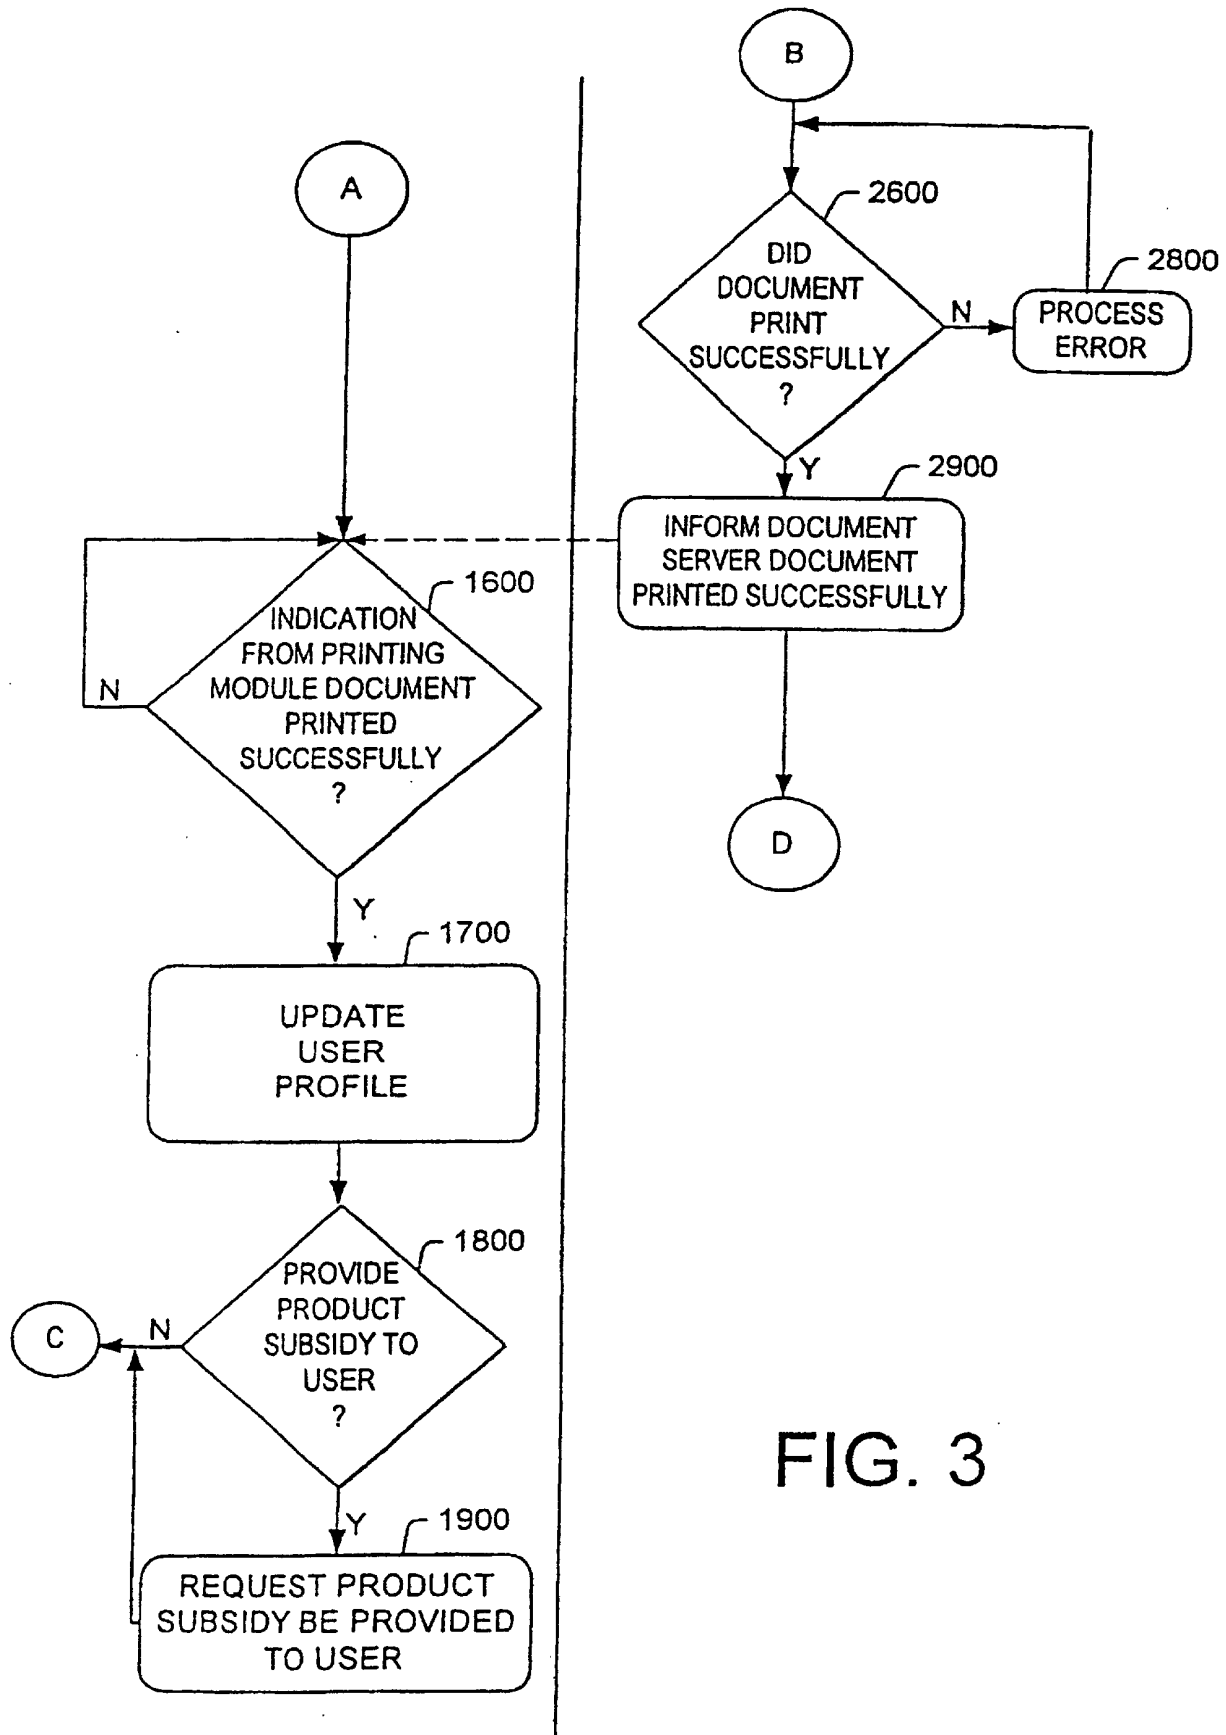 A
1600
INDICATION
FROM PRINTING
MODULE DOCUMENT
PRINTED
SUCCESSFULLY
?
N
Y
1700
UPDATE
USER
PROFILE
1800
PROVIDE
PRODUCT
SUBSIDY TO
USER
?
N
C
Y
1900
REQUEST PRODUCT
SUBSIDY BE PROVIDED
TO USER
B
2600
DID
DOCUMENT
PRINT
SUCCESSFULLY
?
N
2800
PROCESS
ERROR
Y
2900
INFORM DOCUMENT
SERVER DOCUMENT
PRINTED SUCCESSFULLY
D
FIG. 3